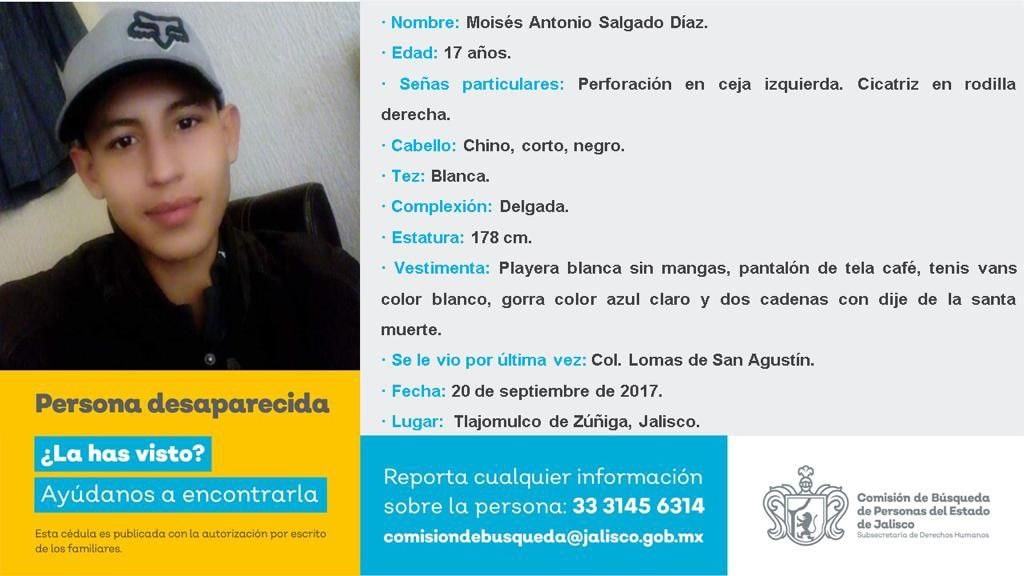 · Nombre: Moisés Antonio Salgado Díaz.
· Edad: 17 años.
· Señas particulares: Perforación en ceja izquierda. Cicatriz en rodilla
derecha.
· Cabello: Chino, corto, negro.
· Tez: Blanca.
· Complexión: Delgada.
· Estatura: 178 cm.
· Vestimenta: Playera blanca sin mangas, pantalón de tela café, tenis vans
color blanco, gorra color azul claro y dos cadenas con dije de la santa
muerte.
· Se le vio por última vez: Col. Lomas de San Agustín.
· Fecha: 20 de septiembre de 2017.
· Lugar: Tlajomulco de Zúñiga, Jalisco.
Persona desaparecida
¿La has visto?
Ayúdanos a encontrarla
Esta cédula es publicada con la autorización por escrito
de los familiares.
Reporta cualquier información
sobre la persona: 33 3145 6314
comisiondebusqueda@jalisco.gob.mx
Comisión de Búsqueda
de Personas del Estado
de Jalisco
Subsecretaría de Derechos Humanos